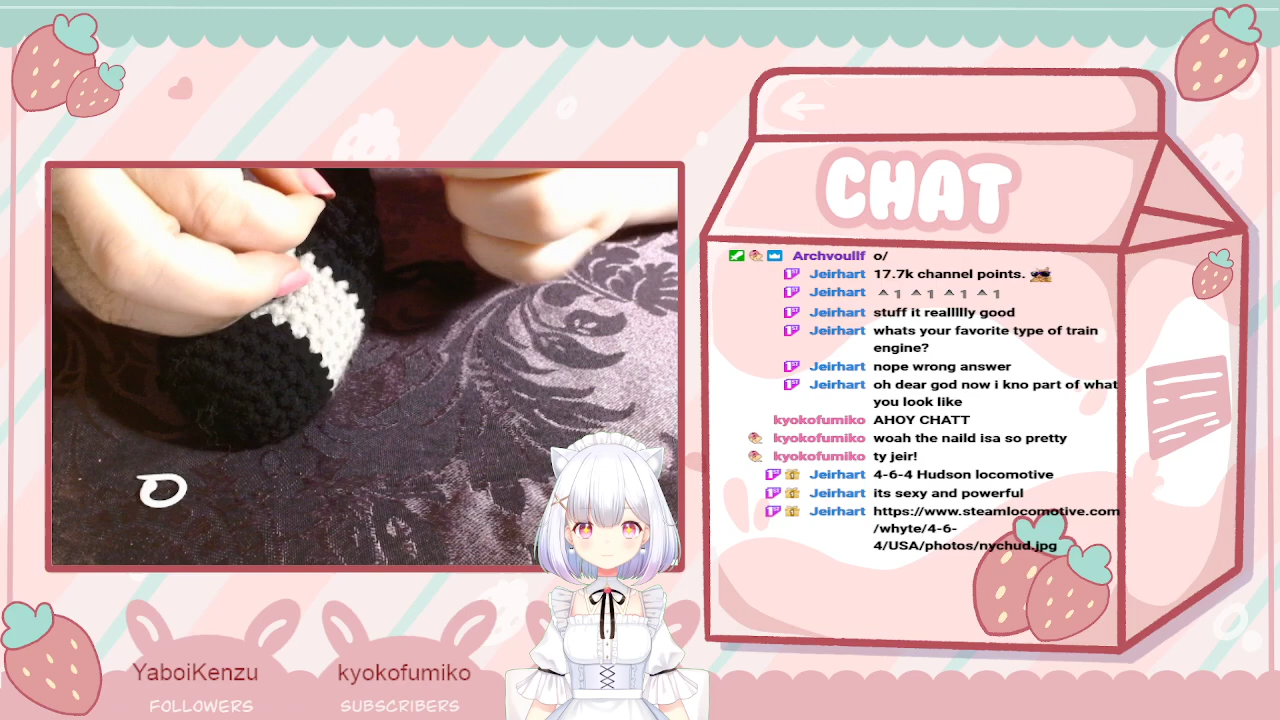 CHAT
Archvoullf o/
Jeirhart 17.7k channel points.
Jeirhart ^1 ^1 ^1 ^1
Jeirhart stuff it reallllly good
Jeirhart whats your favorite type of train
engine?
Jeirhart nope wrong answer
Jeirhart oh dear god now i kno part of what
you look like
kyokofumiko AHOY CHATT
kyokofumiko woah the naild isa so pretty
kyokofumiko ty jeir!
Jeirhart 4-6-4 Hudson locomotive
Jeirhart its sexy and powerful
Jeirhart https://www.steamlocomotive.com
/whyte/4-6-
4/USA/photos/nychud.jpg
YaboiKenzu
FOLLOWERS
kyokofumiko
SUBSCRIBERS